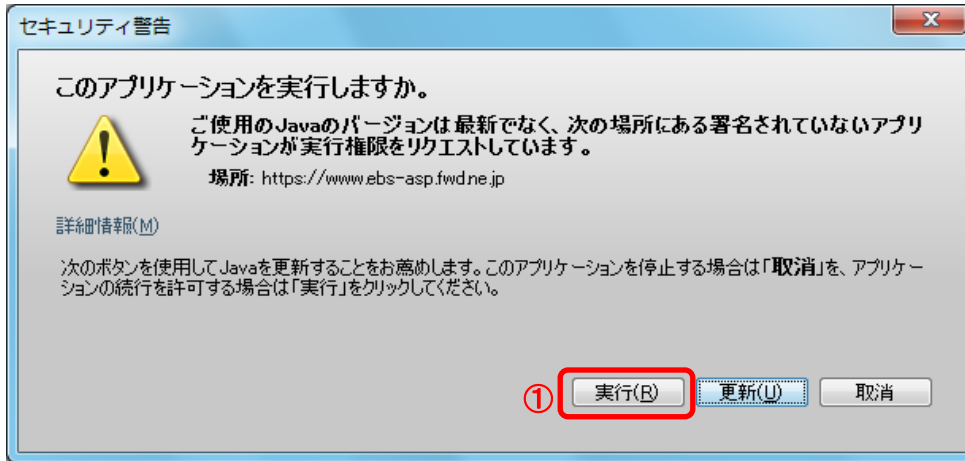 セキュリティ警告
このアプリケーションを実行しますか。
ご使用のJavaのバージョンは最新でなく、次の場所にある署名されていないアプリ
ケーションが実行権限をリクエストしています。
場所: https://www.ebs-asp.fwd.ne.jp
詳細情報(M)
次のボタンを使用してJavaを更新することをお薦めします。このアプリケーションを停止する場合は「取消」を、アプリケー
ションの続行を許可する場合は「実行」をクリックしてください。
① 実行(R) 更新(U) 取消